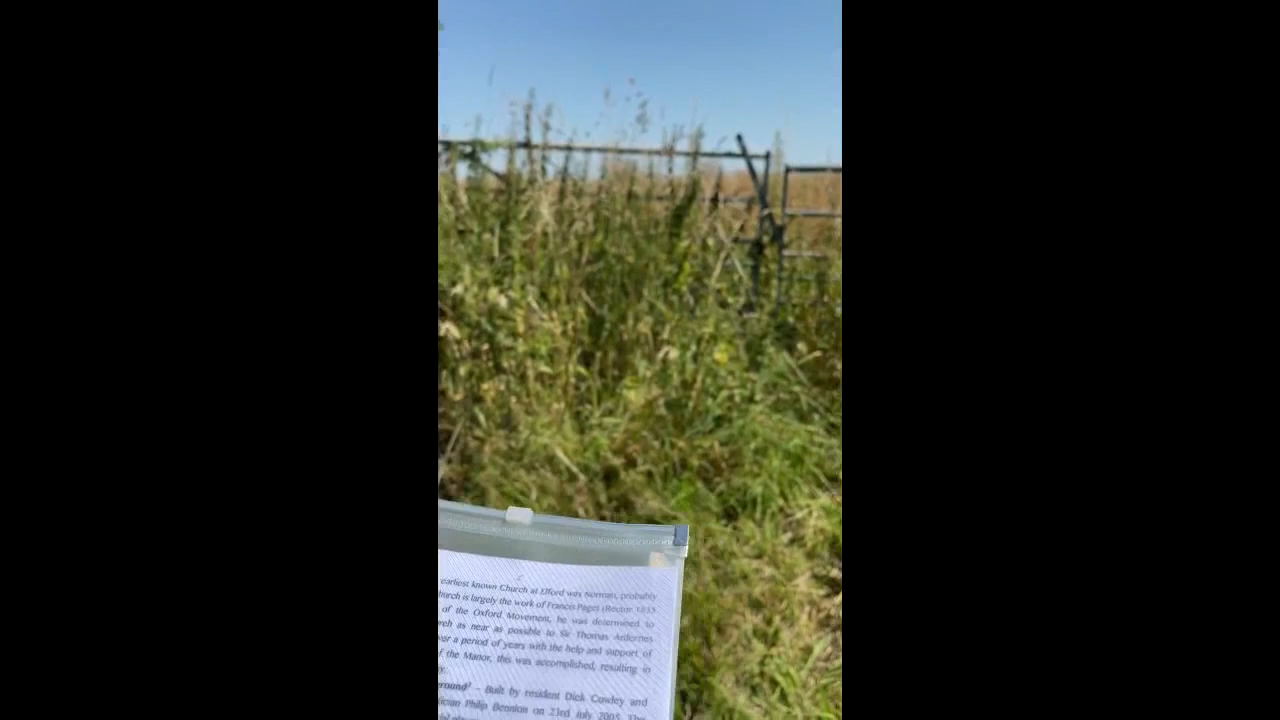 earliest known Church at Elford was Norman, probably
hurch is largely the work of Francis Paget (Rector 1835
of the Oxford Movement, he was determined to
rch as near as possible to Sir Thomas Ardernes
ver a period of years with the help and support of
f the Manor, this was accomplished, resulting in
y.
round' – Built by resident Dick Cowley and
ician Philip Bennion on 23rd July 2005. The